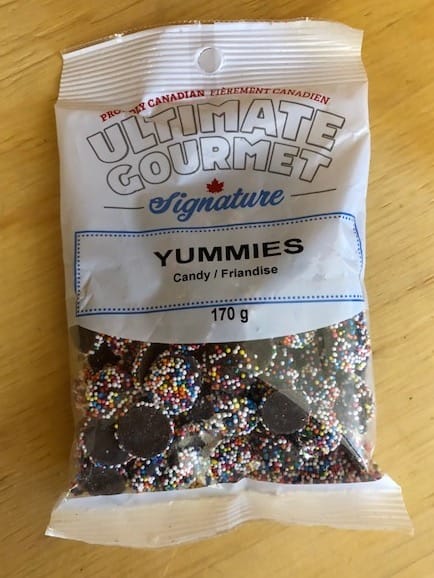 PROUDLY CANADIAN FIÈREMENT CANADIEN
ULTIMATE
GOURMET
Signature
YUMMIES
Candy / Friandise
170 g